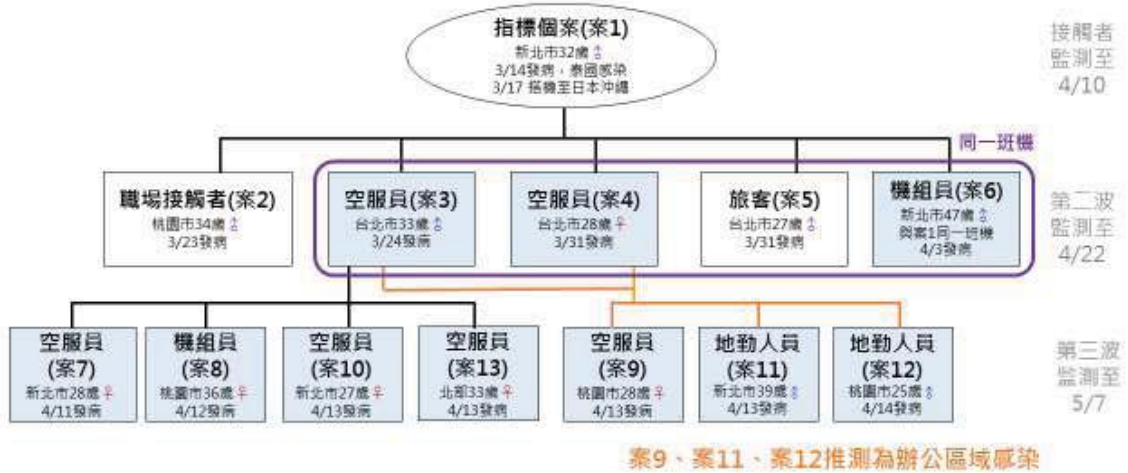 指標個案(案1)
新北市32歲♂
3/14發病，泰國感染
3/17 搭機至日本沖繩
接觸者
監測至
4/10
同一班機
職場接觸者(案2)
桃園市34歲♂
3/23發病
空服員(案3)
台北市33歲♂
3/24發病
空服員(案4)
台北市28歲♀
3/31發病
旅客(案5)
台北市27歲♂
3/31發病
機組員(案6)
新北市47歲♂
與案1同一班機
4/3發病
第二波
監測至
4/22
空服員
(案7)
新北市28歲♀
4/11發病
機組員
(案8)
桃園市36歲♀
4/12發病
空服員
(案10)
新北市27歲♀
4/13發病
空服員
(案13)
北部33歲♀
4/13發病
空服員
(案9)
桃園市28歲♀
4/13發病
地勤人員
(案11)
新北市39歲♂
4/13發病
地勤人員
(案12)
桃園市25歲♂
4/14發病
第三波
監測至
5/7
案9、案11、案12推測為辦公區域感染